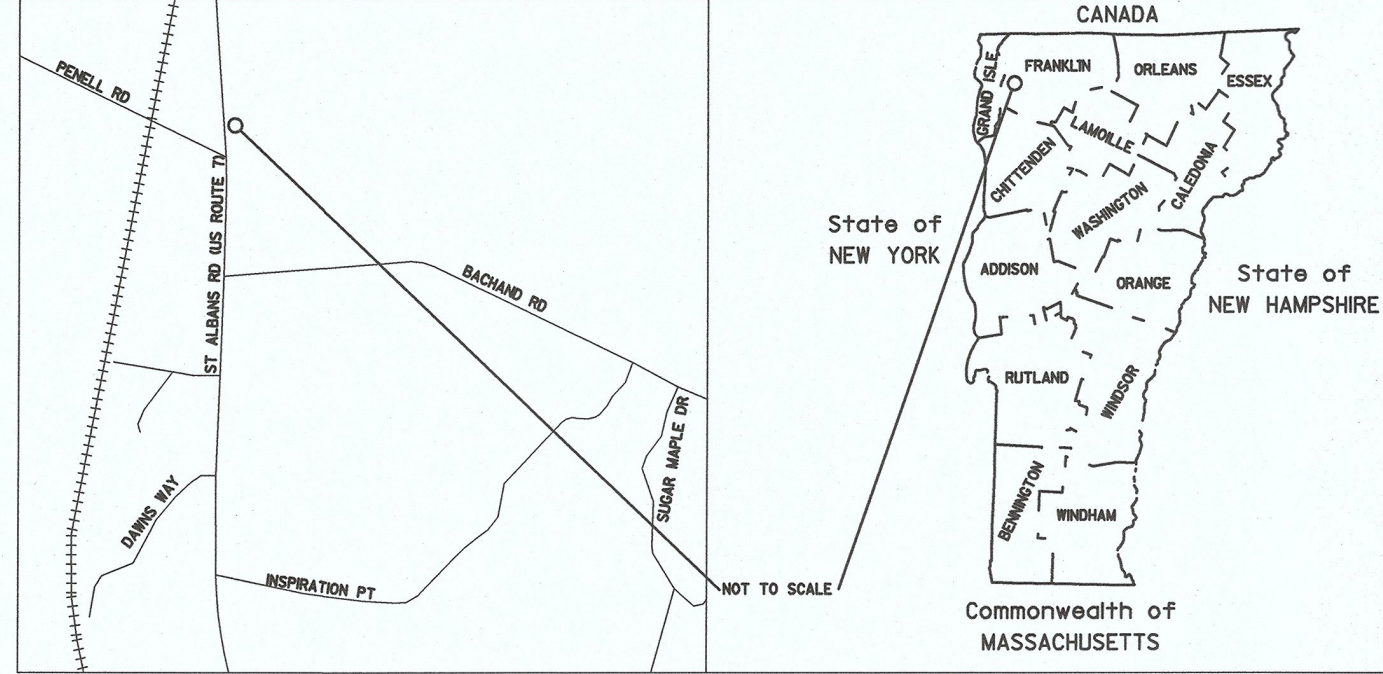 PENELL RD
ST ALBANS RD (US ROUTE 7)
BACHAND RD
SUGAR MAPLE DR
DAWNS WAY
INSPIRATION PT
NOT TO SCALE
CANADA
GRAND ISLE
FRANKLIN
ORLEANS
ESSEX
LAMOILLE
CHITTENDEN
CALEDONIA
WASHINGTON
State of
NEW YORK
ADDISON
ORANGE
State of
NEW HAMPSHIRE
RUTLAND
WINDSOR
BENNINGTON
WINDHAM
Commonwealth of
MASSACHUSETTS